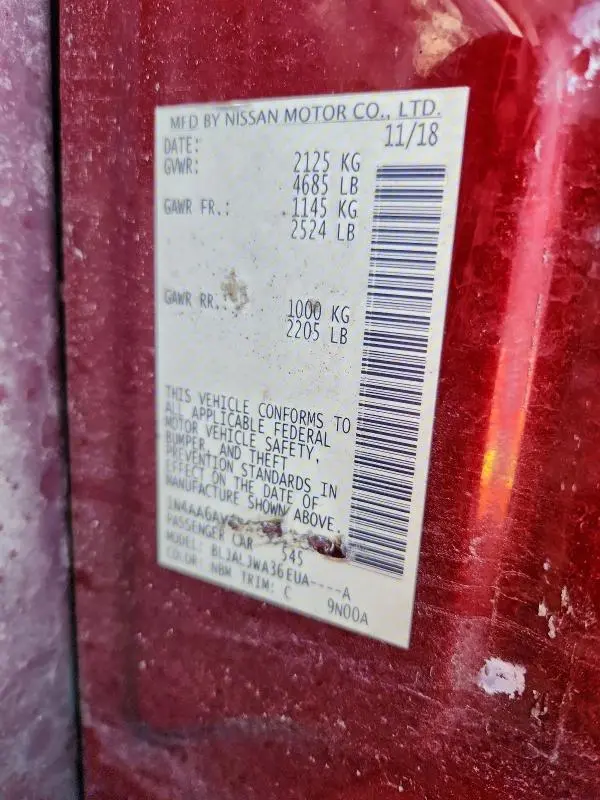 MFD BY NISSAN MOTOR CO., LTD.
DATE: 11/18
GVWR: 2125 KG
4685 LB
GAWR FR.: 1145 KG
2524 LB
GAWR RR.: 1000 KG
2205 LB
THIS VEHICLE CONFORMS TO
ALL APPLICABLE FEDERAL
MOTOR VEHICLE SAFETY,
BUMPER, AND THEFT
PREVENTION STANDARDS IN
EFFECT ON THE DATE OF
MANUFACTURE SHOWN ABOVE.
545
PASSENGER CAR
MODEL: BLJALJWA36EUA----A
COLOR: NBM TRIM: C 9N00A